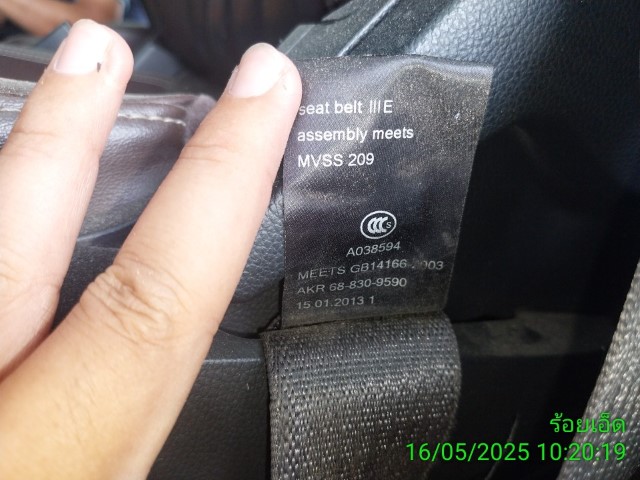 seat belt III E
assembly meets
MVSS 209
CCC S
A038594
MEETS GB14166-2003
AKR 68-830-9590
15.01.2013 1
ร้อยเอ็ด
16/05/2025 10:20:19